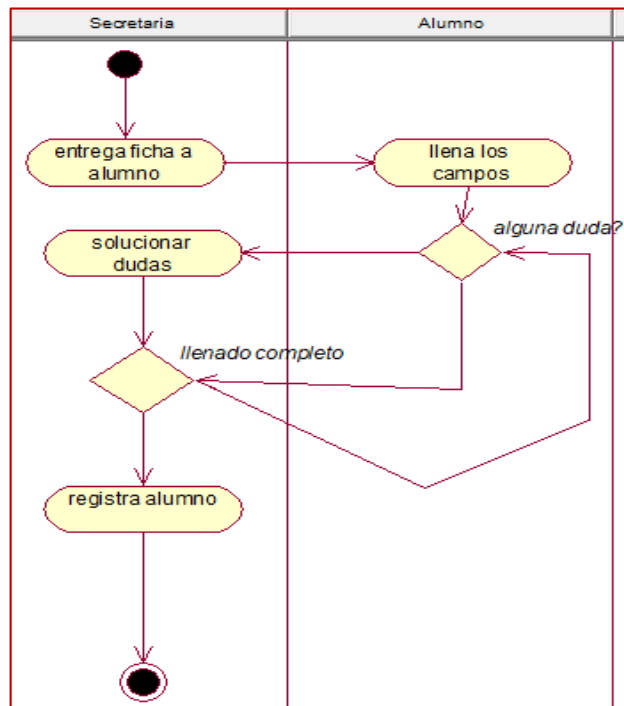 Secretaria
Alumno
entrega ficha a
alumno
llena los
campos
alguna duda?
solucionar
dudas
llenado completo
registra alumno